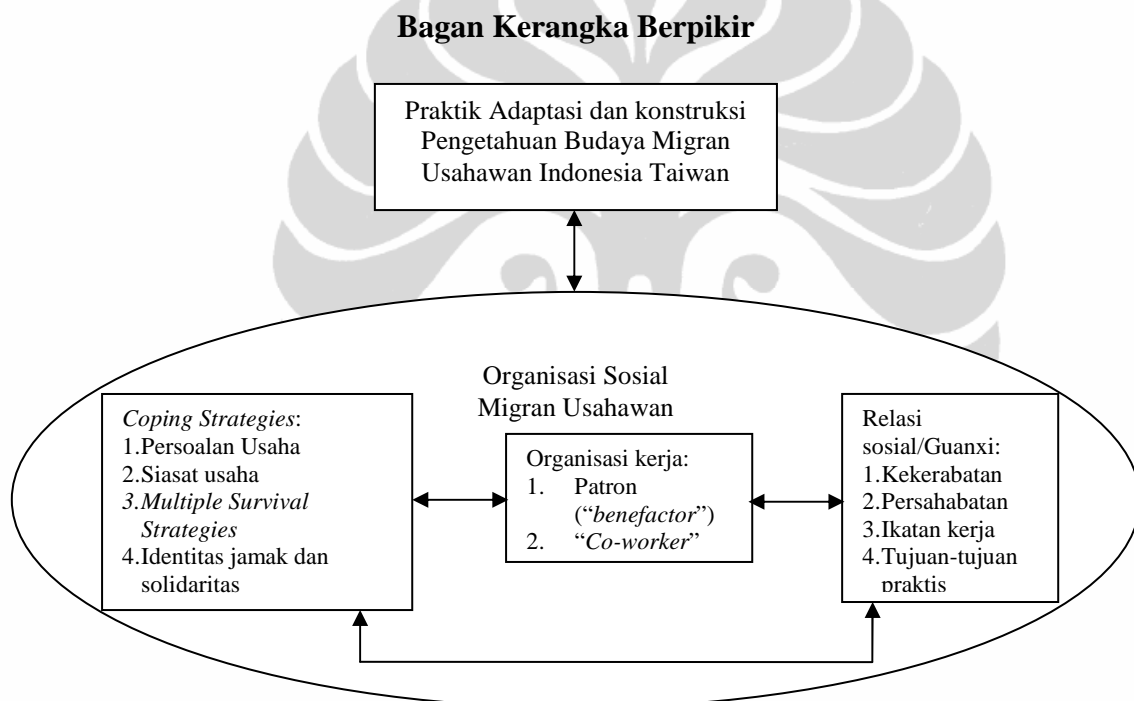 Bagan Kerangka Berpikir
Praktik Adaptasi dan konstruksi
Pengetahuan Budaya Migran
Usahawan Indonesia Taiwan
Organisasi Sosial
Migran Usahawan
Coping Strategies:
1.Persoalan Usaha
2.Siasat usaha
3.Multiple Survival
Strategies
4.Identitas jamak dan
solidaritas
Organisasi kerja:
1. Patron
(“benefactor”)
2. “Co-worker”
Relasi
sosial/Guanxi:
1.Kekerabatan
2.Persahabatan
3.Ikatan kerja
4.Tujuan-tujuan
praktis